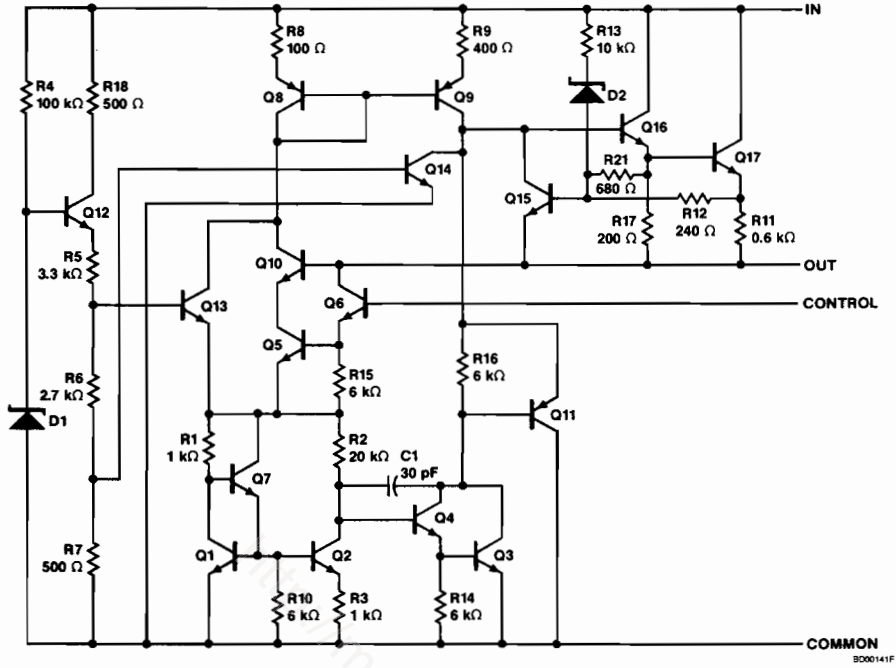 IN
R4
100 kΩ
R18
500 Ω
R8
100 Ω
R9
400 Ω
R13
10 kΩ
Q8
Q9
D2
Q16
Q14
Q17
Q12
R21
680 Ω
Q15
R5
3.3 kΩ
R17
200 Ω
R12
240 Ω
R11
0.6 kΩ
Q10
OUT
Q13
Q6
CONTROL
Q5
R6
2.7 kΩ
R15
6 kΩ
R16
6 kΩ
D1
Q11
R1
1 kΩ
R2
20 kΩ
C1
30 pF
Q7
Q4
R7
500 Ω
Q1
Q2
Q3
R10
6 kΩ
R3
1 kΩ
R14
6 kΩ
COMMON
BD00141F